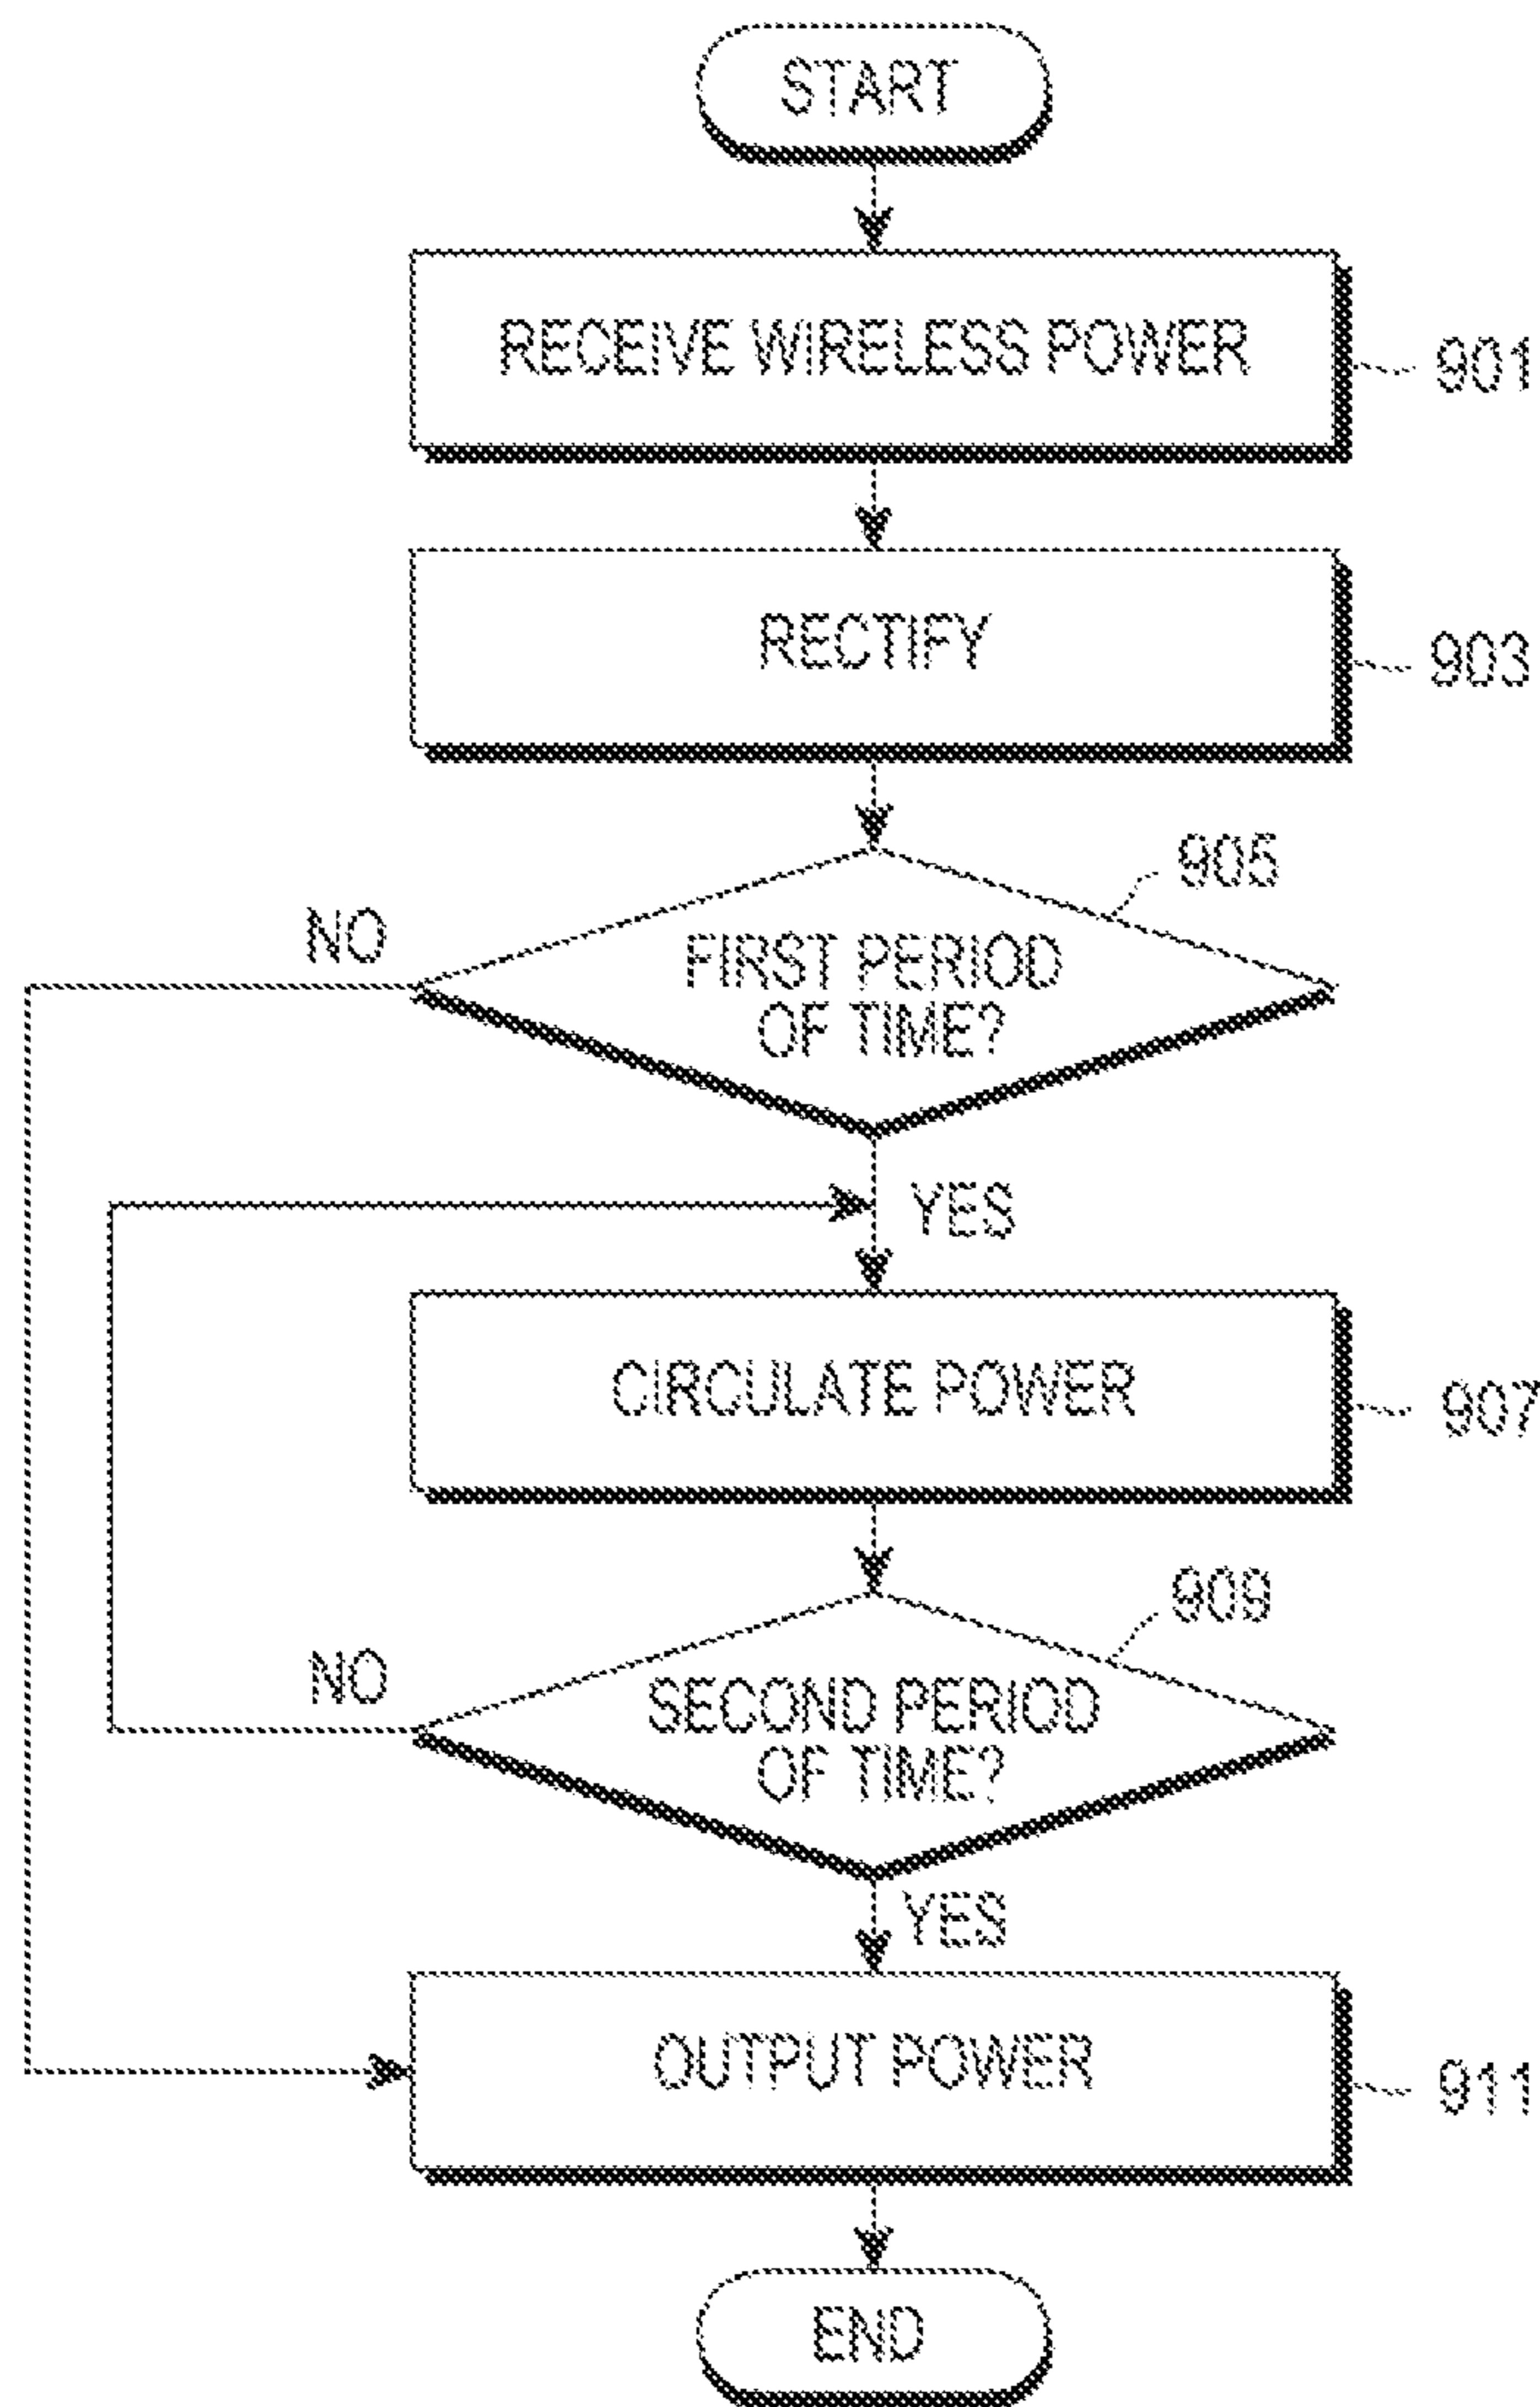 START
RECEIVE WIRELESS POWER
901
RECTIFY
903
905
NO
FIRST PERIOD
OF TIME?
YES
CIRCULATE POWER
907
909
NO
SECOND PERIOD
OF TIME?
YES
OUTPUT POWER
911
END